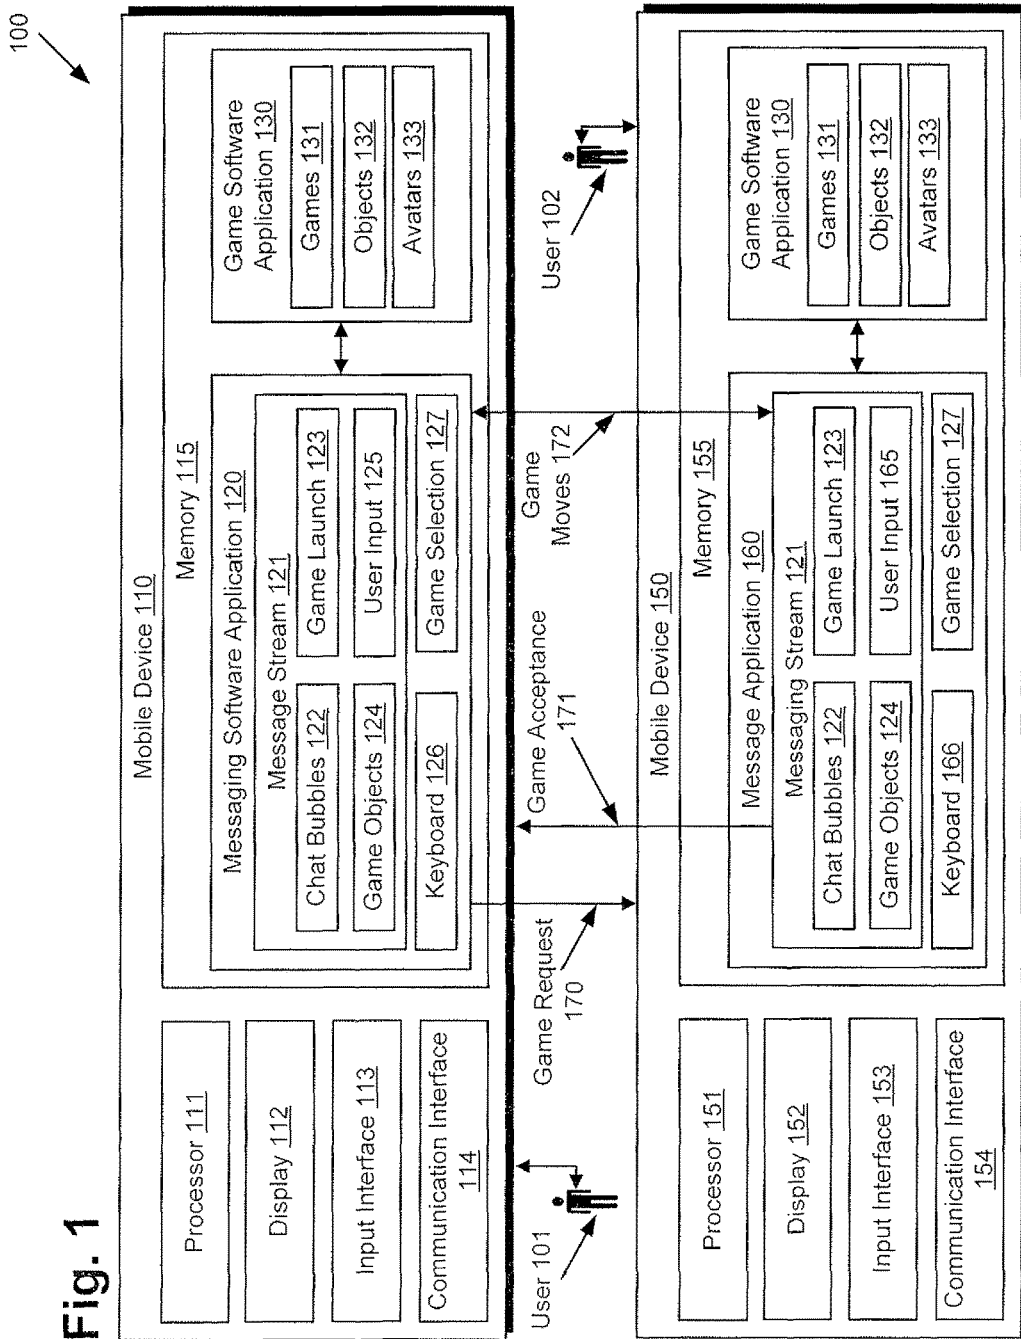 Fig. 1
100
Mobile Device 110
Processor 111
Display 112
Input Interface 113
Communication Interface
114
Memory 115
Messaging Software Application 120
Message Stream 121
Chat Bubbles 122
Game Launch 123
Game Objects 124
User Input 125
Keyboard 126
Game Selection 127
Game Software
Application 130
Games 131
Objects 132
Avatars 133
User 101
Game Request
170
Game Acceptance
171
Game
Moves 172
User 102
Mobile Device 150
Processor 151
Display 152
Input Interface 153
Communication Interface
154
Memory 155
Message Application 160
Messaging Stream 121
Chat Bubbles 122
Game Launch 123
Game Objects 124
User Input 165
Keyboard 166
Game Selection 127
Game Software
Application 130
Games 131
Objects 132
Avatars 133